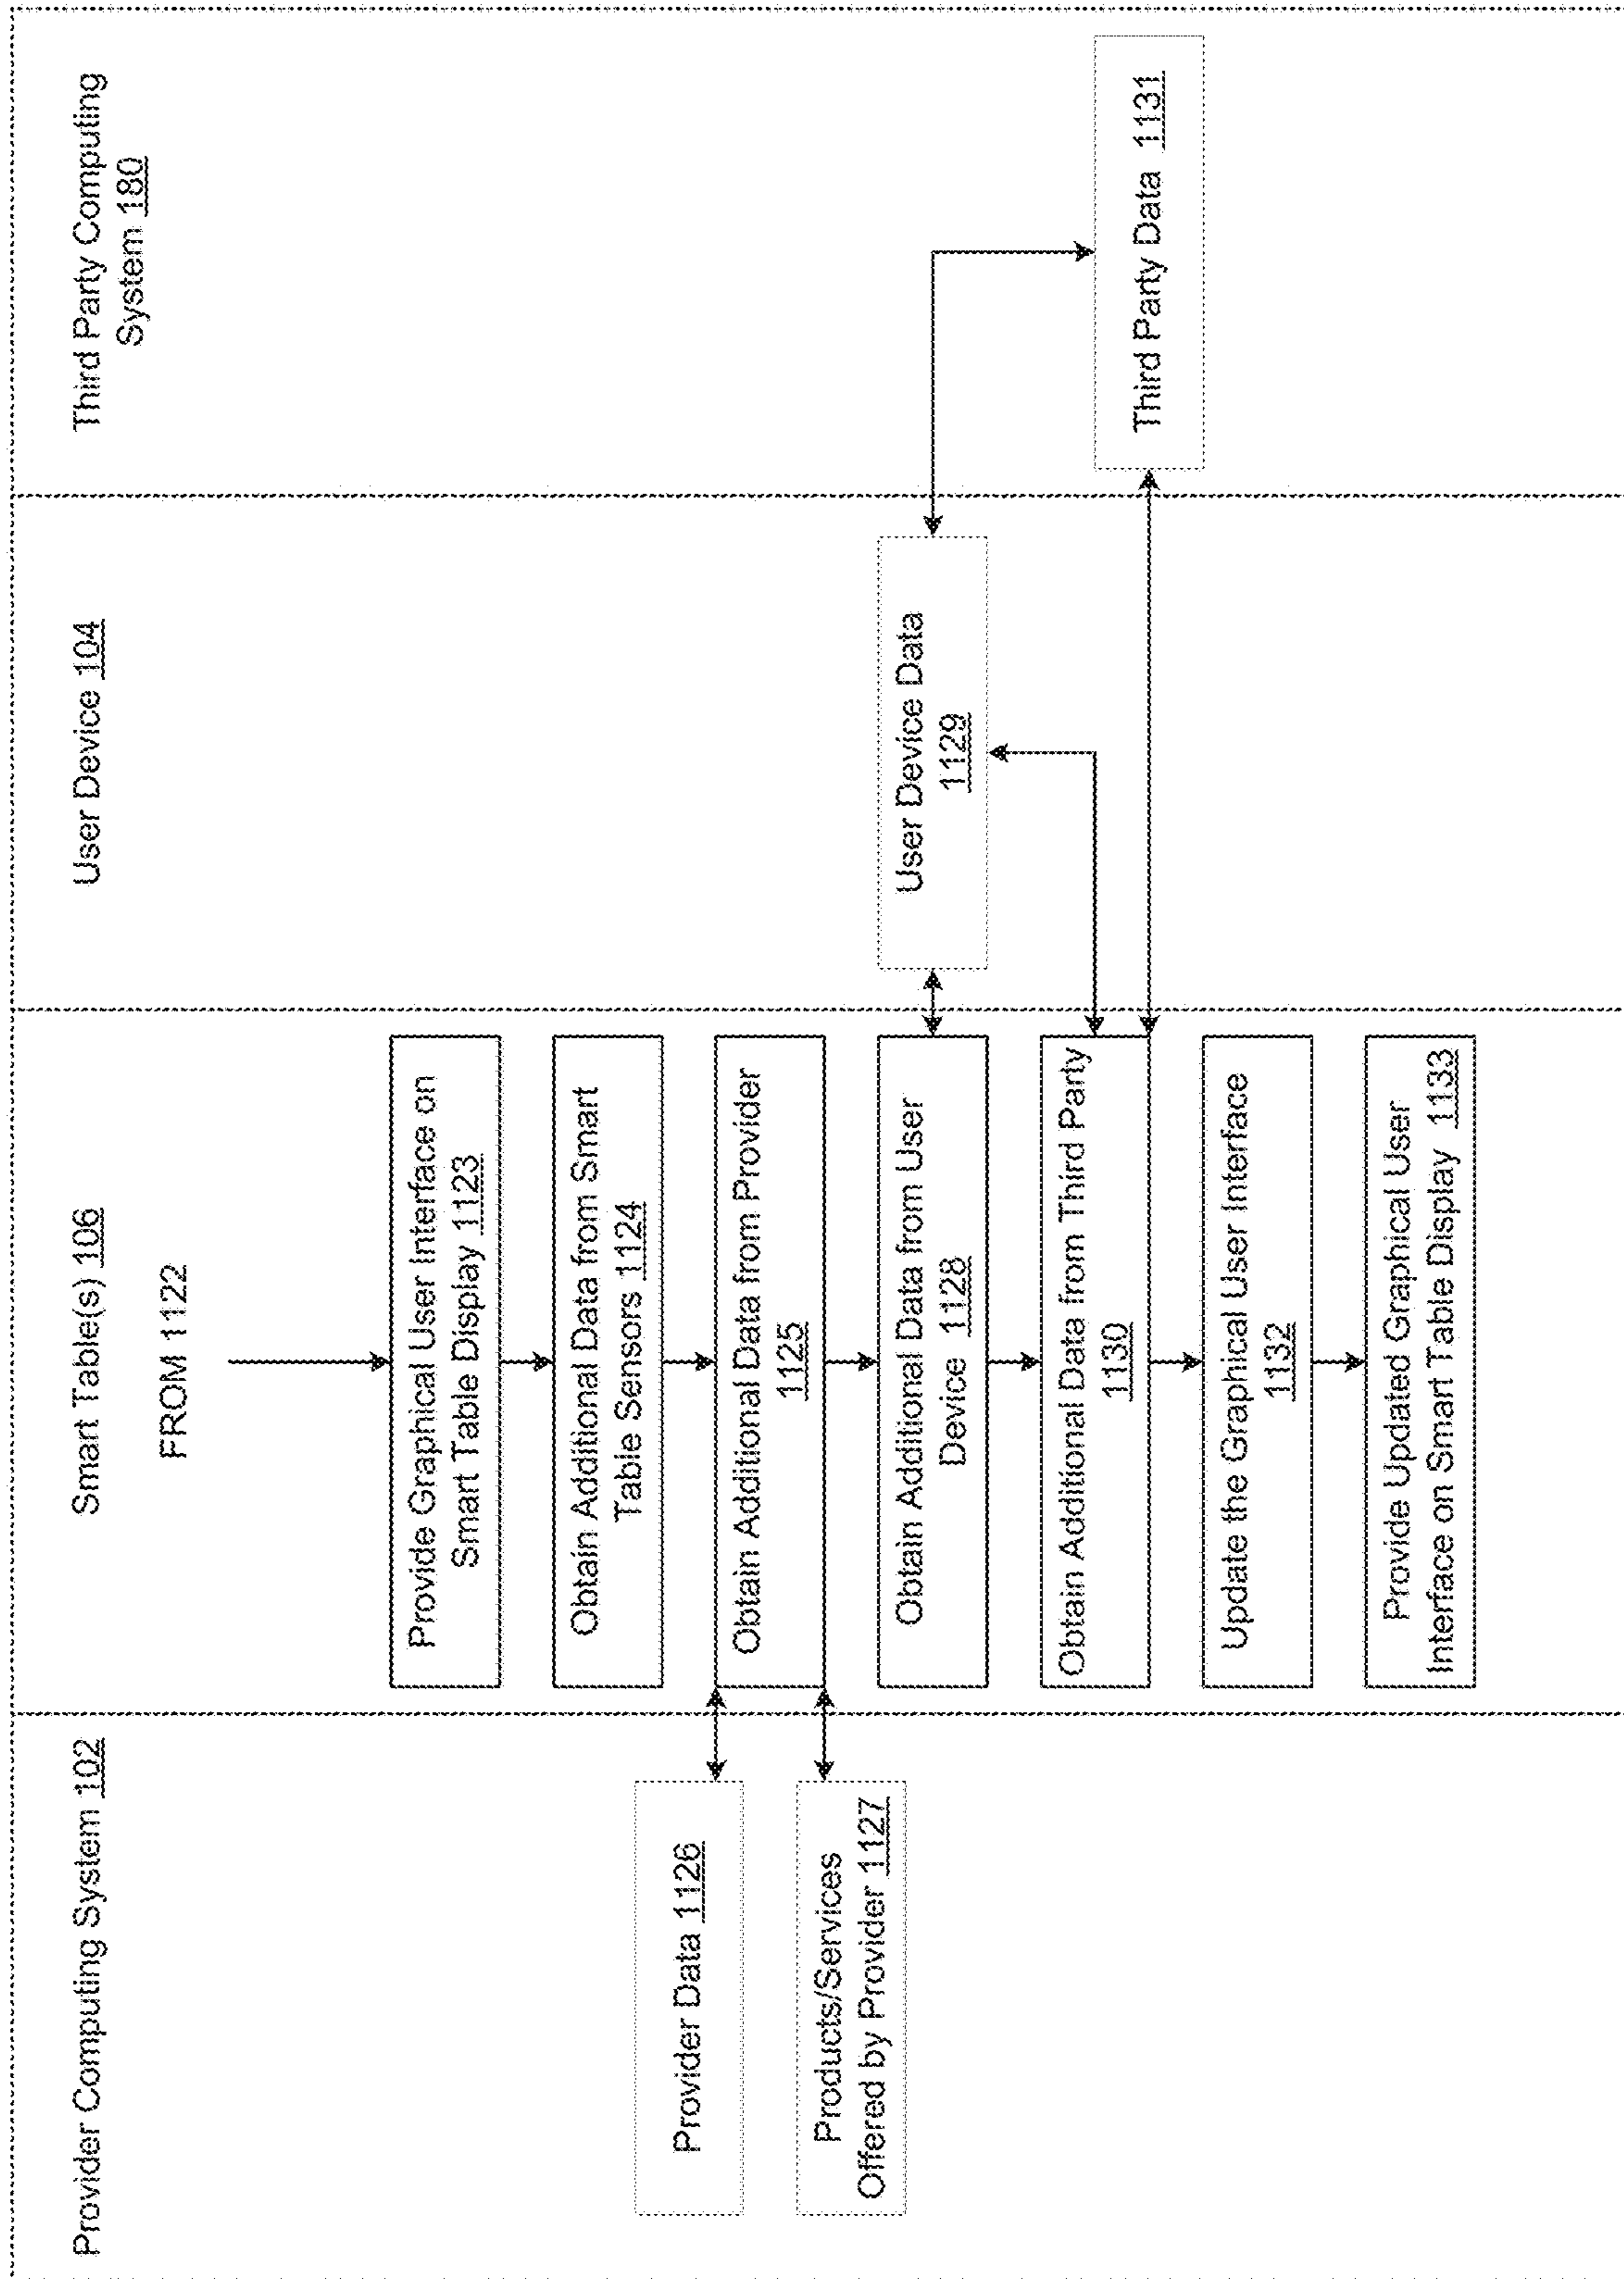 Provider Computing System 102
Smart Table(s) 106
User Device 104
Third Party Computing
System 180
FROM 1122
Provide Graphical User Interface on
Smart Table Display 1123
Obtain Additional Data from Smart
Table Sensors 1124
Provider Data 1126
Obtain Additional Data from Provider
1125
Products/Services
Offered by Provider 1127
Obtain Additional Data from User
Device 1128
User Device Data
1129
Obtain Additional Data from Third Party
1130
Third Party Data 1131
Update the Graphical User Interface
1132
Provide Updated Graphical User
Interface on Smart Table Display 1133